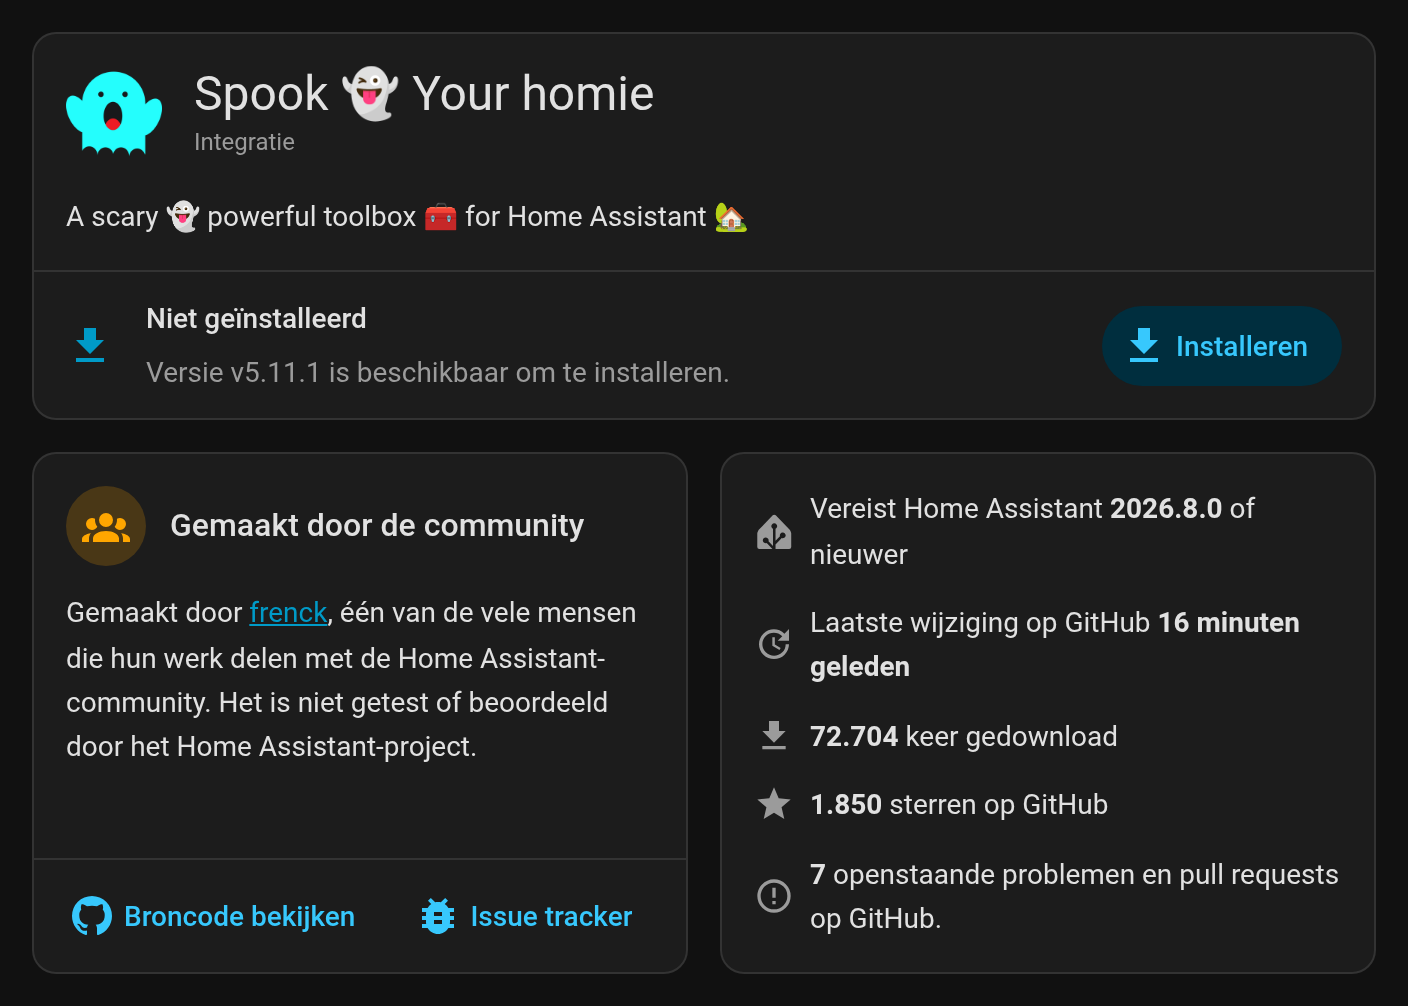 Spook 👻 Your homie
Integratie
A scary 👻 powerful toolbox 🧰 for Home Assistant 🏡
Niet geïnstalleerd
Versie v5.11.1 is beschikbaar om te installeren.
Installeren
Gemaakt door de community
Gemaakt door frenck, één van de vele mensen
die hun werk delen met de Home Assistant-
community. Het is niet getest of beoordeeld
door het Home Assistant-project.
Broncode bekijken
Issue tracker
Vereist Home Assistant 2026.8.0 of
nieuwer
Laatste wijziging op GitHub 16 minuten
geleden
72.704 keer gedownload
1.850 sterren op GitHub
7 openstaande problemen en pull requests
op GitHub.